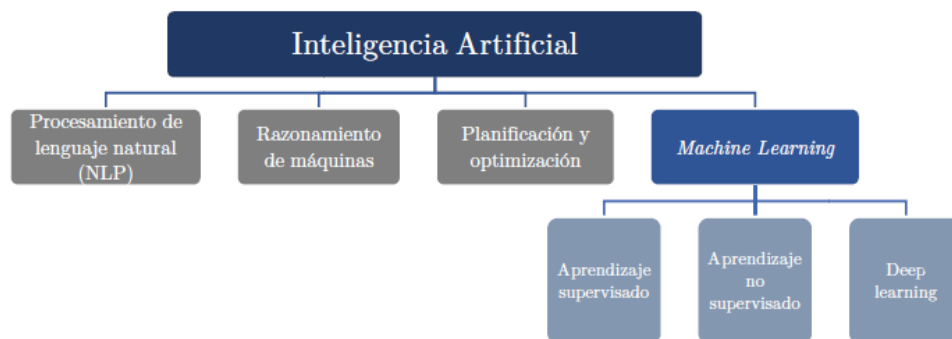 Inteligencia Artificial
Procesamiento de
lenguaje natural
(NLP)
Razonamiento
de máquinas
Planificación y
optimización
Machine Learning
Aprendizaje
supervisado
Aprendizaje
no
supervisado
Deep
learning